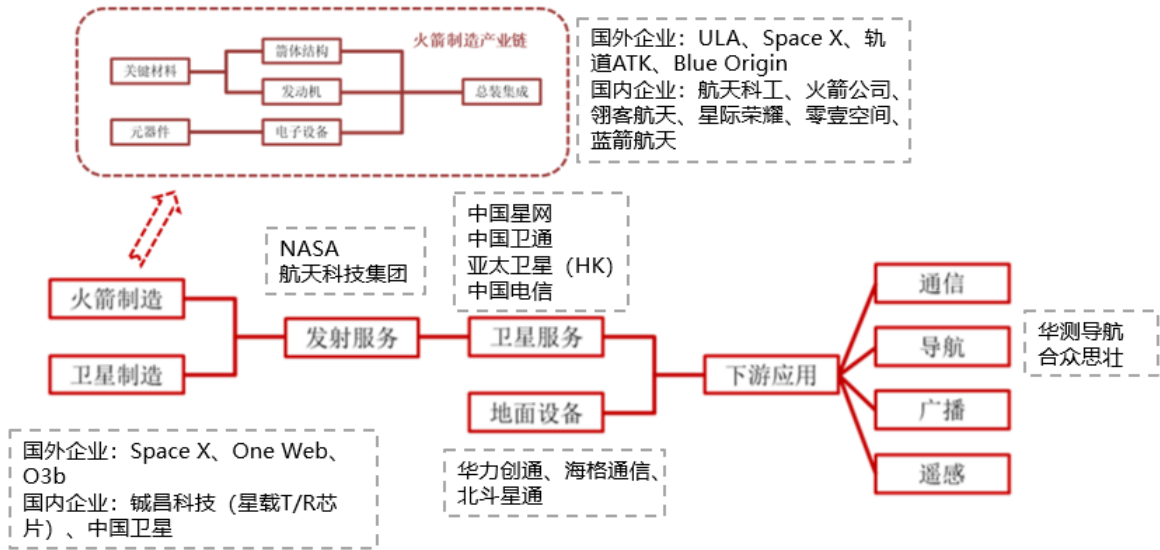 火箭制造产业链
关键材料
箭体结构
发动机
总装集成
元器件
电子设备
国外企业：ULA、Space X、轨
道ATK、Blue Origin
国内企业：航天科工、火箭公司、
翎客航天、星际荣耀、零壹空间、
蓝箭航天
NASA
航天科技集团
中国星网
中国卫通
亚太卫星（HK）
中国电信
火箭制造
卫星制造
发射服务
卫星服务
地面设备
下游应用
通信
导航
广播
遥感
华测导航
合众思壮
国外企业：Space X、One Web、
O3b
国内企业：铖昌科技（星载T/R芯
片）、中国卫星
华力创通、海格通信、
北斗星通